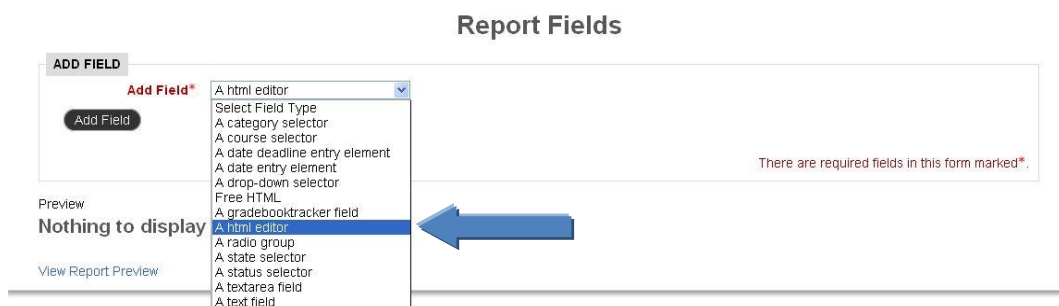 Report Fields
ADD FIELD
Add Field* A html editor
Add Field
Select Field Type
A category selector
A course selector
A date deadline entry element
A date entry element
A drop-down selector
Free HTML
A gradebooktracker field
A html editor
A radio group
A state selector
A status selector
A textarea field
A text field
There are required fields in this form marked*.
Preview
Nothing to display
View Report Preview